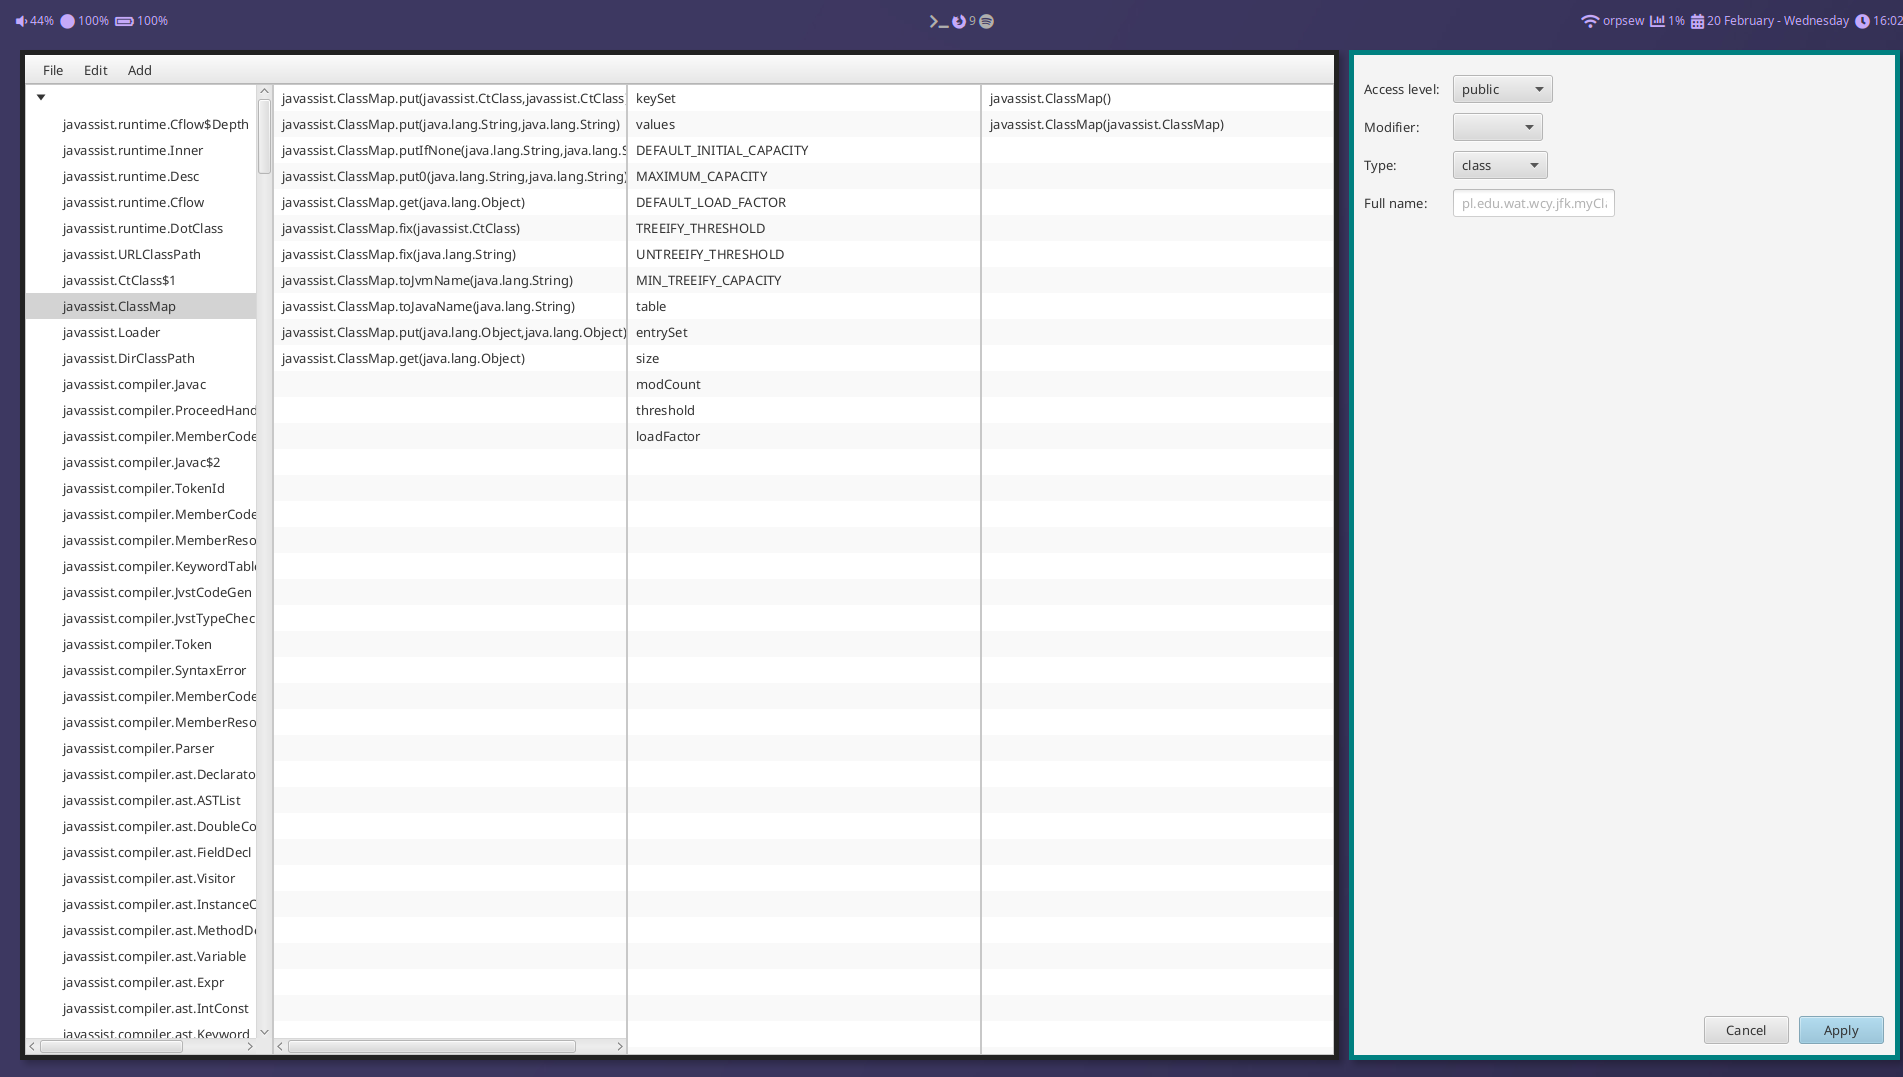 44% 100% 100%
9
orpsew 1% 20 February - Wednesday 16:02
File Edit Add
javassist.runtime.Cflow$Depth
javassist.runtime.Inner
javassist.runtime.Desc
javassist.runtime.Cflow
javassist.runtime.DotClass
javassist.URLClassPath
javassist.CtClass$1
javassist.ClassMap
javassist.Loader
javassist.DirClassPath
javassist.compiler.Javac
javassist.compiler.ProceedHand
javassist.compiler.MemberCode
javassist.compiler.Javac$2
javassist.compiler.TokenId
javassist.compiler.MemberCode
javassist.compiler.MemberReso
javassist.compiler.KeywordTabl
javassist.compiler.JvstCodeGen
javassist.compiler.JvstTypeChec
javassist.compiler.Token
javassist.compiler.SyntaxError
javassist.compiler.MemberCode
javassist.compiler.MemberReso
javassist.compiler.Parser
javassist.compiler.ast.Declarato
javassist.compiler.ast.ASTList
javassist.compiler.ast.DoubleCo
javassist.compiler.ast.FieldDecl
javassist.compiler.ast.Visitor
javassist.compiler.ast.InstanceO
javassist.compiler.ast.MethodDe
javassist.compiler.ast.Variable
javassist.compiler.ast.Expr
javassist.compiler.ast.IntConst
javassist.compiler.ast.Keyword
javassist.ClassMap.put(javassist.CtClass,javassist.CtClass
javassist.ClassMap.put(java.lang.String,java.lang.String)
javassist.ClassMap.putIfNone(java.lang.String,java.lang.S
javassist.ClassMap.put0(java.lang.String,java.lang.String)
javassist.ClassMap.get(java.lang.Object)
javassist.ClassMap.fix(javassist.CtClass)
javassist.ClassMap.fix(java.lang.String)
javassist.ClassMap.toJvmName(java.lang.String)
javassist.ClassMap.toJavaName(java.lang.String)
javassist.ClassMap.put(java.lang.Object,java.lang.Object)
javassist.ClassMap.get(java.lang.Object)
keySet
values
DEFAULT_INITIAL_CAPACITY
MAXIMUM_CAPACITY
DEFAULT_LOAD_FACTOR
TREEIFY_THRESHOLD
UNTREEIFY_THRESHOLD
MIN_TREEIFY_CAPACITY
table
entrySet
size
modCount
threshold
loadFactor
javassist.ClassMap()
javassist.ClassMap(javassist.ClassMap)
Access level: public
Modifier:
Type: class
Full name: pl.edu.wat.wcy.jfk.myCl
Cancel Apply